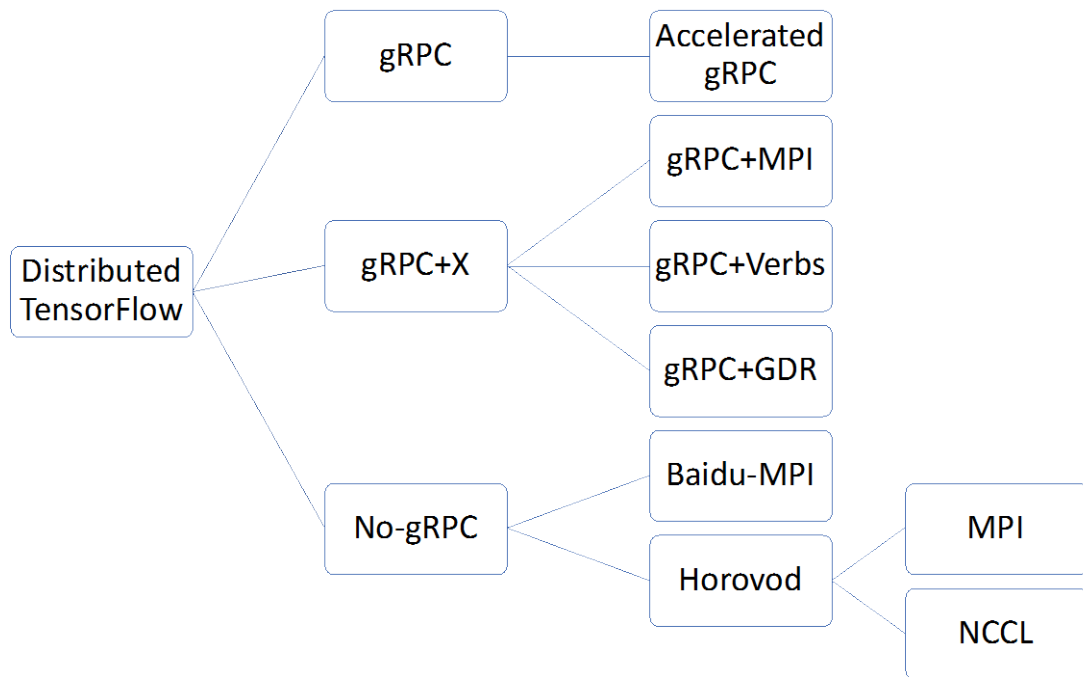 gRPC
Accelerated
gRPC
gRPC+MPI
Distributed
TensorFlow
gRPC+X
gRPC+Verbs
gRPC+GDR
No-gRPC
Baidu-MPI
Horovod
MPI
NCCL